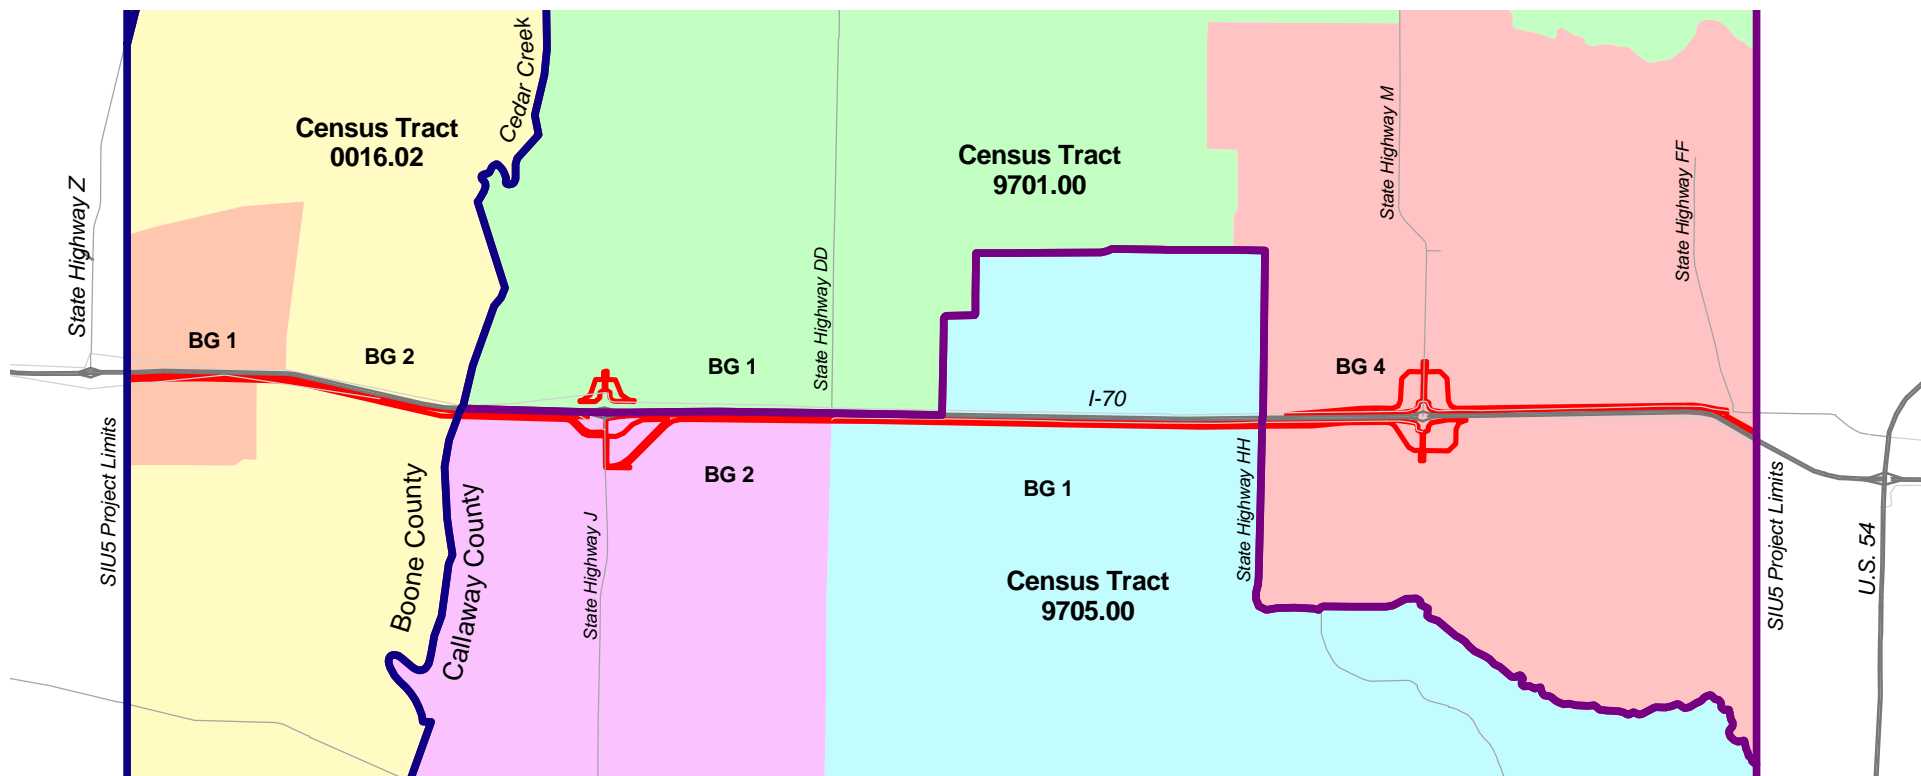 Cedar Creek
Census Tract
0016.02
Census Tract
9701.00
State Highway M
State Highway FF
State Highway Z
State Highway DD
BG 1
BG 2
BG 1
BG 4
I-70
SIU5 Project Limits
Boone County
Callaway County
BG 2
BG 1
State Highway HH
State Highway J
SIU5 Project Limits
U.S. 54
Census Tract
9705.00